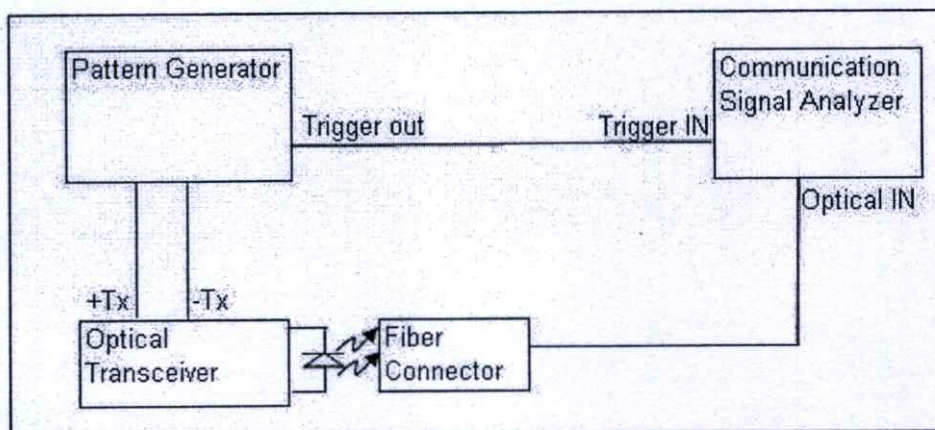 Pattern Generator
Communication
Signal Analyzer
Trigger out
Trigger IN
Optical IN
+Tx
-Tx
Optical
Transceiver
Fiber
Connector